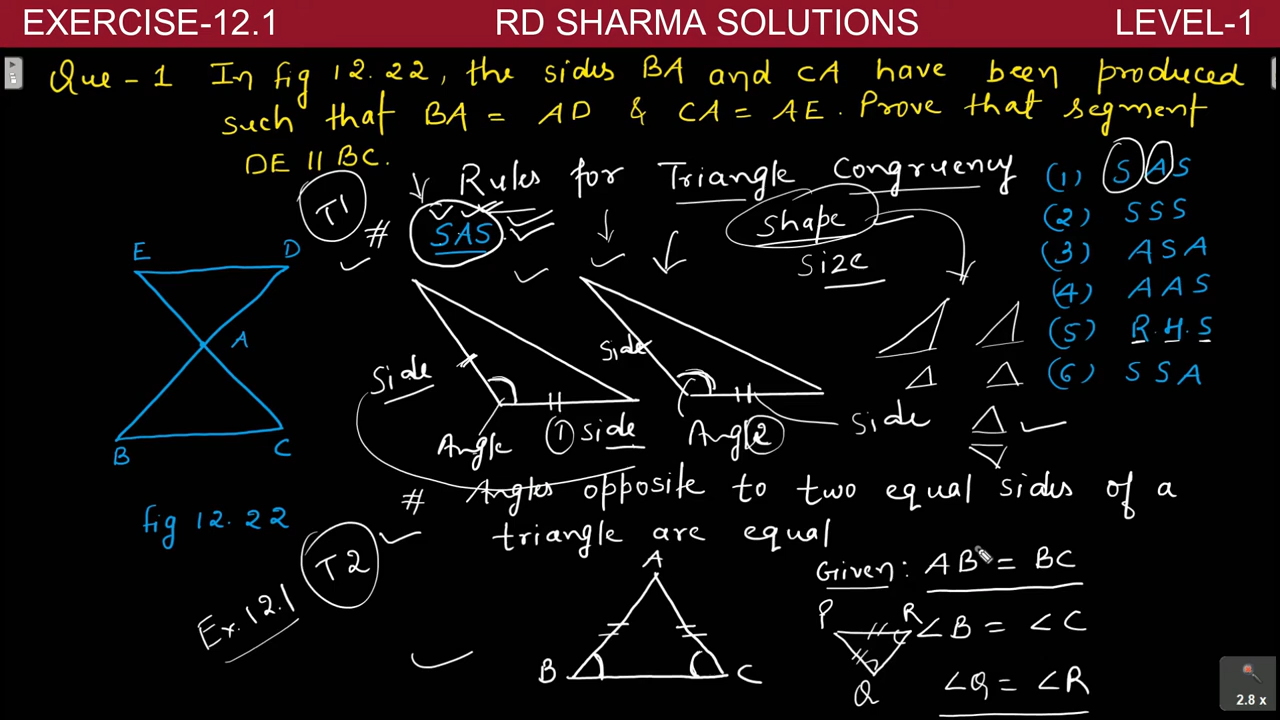 EXERCISE-12.1 RD SHARMA SOLUTIONS LEVEL-1
Que - 1 In fig 12.22, the sides BA and CA have been produced
such that BA = AD & CA = AE. Prove that segment
DE || BC.
Rules for Triangle Congruency
T1
# SAS
Shape
Size
(1) SAS
(2) SSS
(3) ASA
(4) AAS
(5) R.H.S
(6) SSA
E D
A
B C
fig 12.22
Side
Angle
1 side
Side
Angle
2
Side
# Angles opposite to two equal sides of a
triangle are equal
T2
Ex.12.1
A
B C
Given: AB = BC
P R
Q
∠B = ∠C
∠Q = ∠R
2.8 x